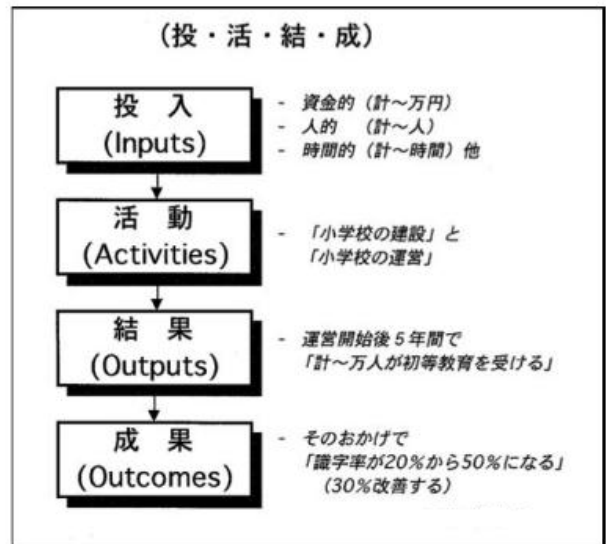 (投・活・結・成)
投 入
(Inputs)
- 資金的(計〜万円)
- 人的 (計〜人)
- 時間的(計〜時間)他
活 動
(Activities)
- 「小学校の建設」と
「小学校の運営」
結 果
(Outputs)
- 運営開始後5年間で
「計〜万人が初等教育を受ける」
成 果
(Outcomes)
- そのおかげで
「識字率が20%から50%になる」
(30%改善する)